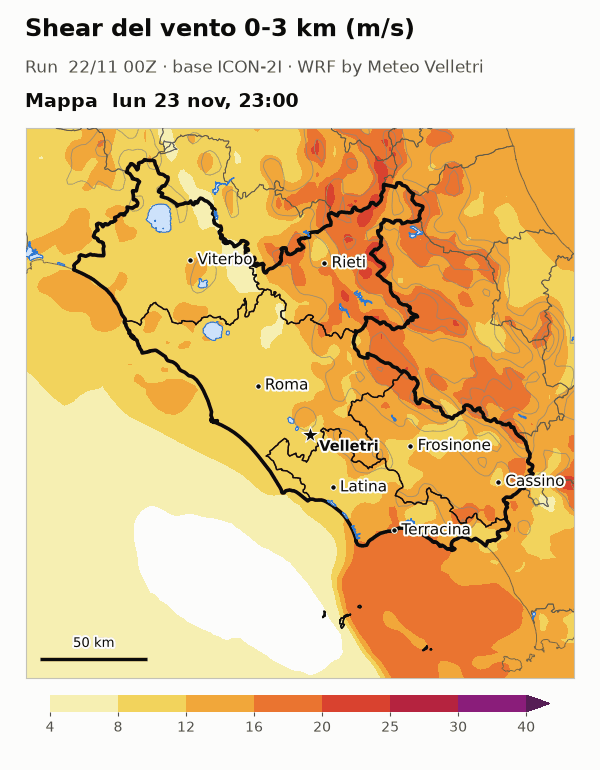 Shear del vento 0-3 km (m/s)
Run  22/11 00Z · base ICON-2I · WRF by Meteo Velletri
Mappa  lun 23 nov, 23:00
Viterbo
Rieti
Roma
Velletri
Frosinone
Cassino
Latina
Terracina
50 km
4 8 12 16 20 25 30 40